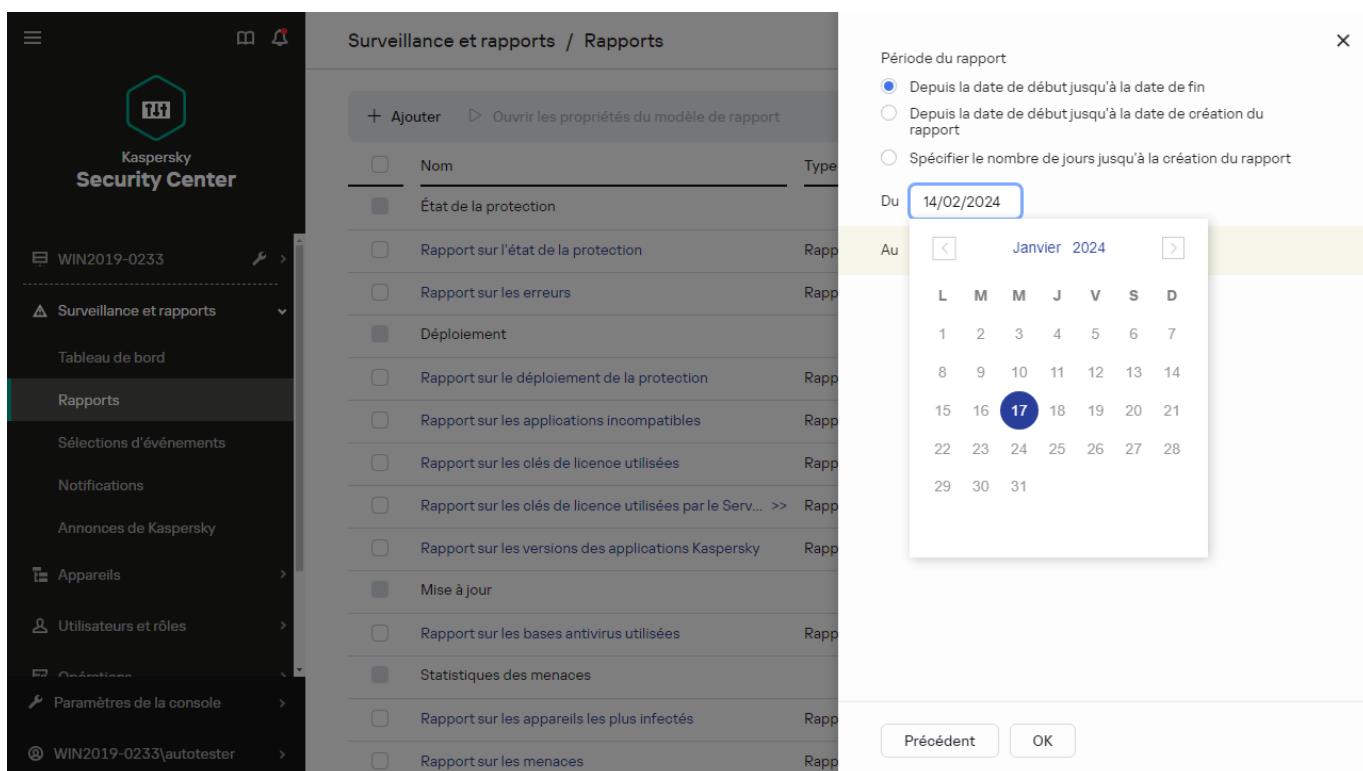 Kaspersky
Security Center
WIN2019-0233
Surveillance et rapports
Tableau de bord
Rapports
Sélections d'événements
Notifications
Annonces de Kaspersky
Appareils
Utilisateurs et rôles
Opérations
Paramètres de la console
WIN2019-0233\autotester
Surveillance et rapports / Rapports
Ajouter
Ouvrir les propriétés du modèle de rapport
Nom Type
État de la protection
Rapport sur l'état de la protection Rapp
Rapport sur les erreurs Rapp
Déploiement
Rapport sur le déploiement de la protection Rapp
Rapport sur les applications incompatibles Rapp
Rapport sur les clés de licence utilisées Rapp
Rapport sur les clés de licence utilisées par le Serv... >> Rapp
Rapport sur les versions des applications Kaspersky Rapp
Mise à jour
Rapport sur les bases antivirus utilisées Rapp
Statistiques des menaces
Rapport sur les appareils les plus infectés Rapp
Rapport sur les menaces Rapp
Période du rapport
Depuis la date de début jusqu'à la date de fin
Depuis la date de début jusqu'à la date de création du
rapport
Spécifier le nombre de jours jusqu'à la création du rapport
Du 14/02/2024
Au
Janvier 2024
L M M J V S D
1 2 3 4 5 6 7
8 9 10 11 12 13 14
15 16 17 18 19 20 21
22 23 24 25 26 27 28
29 30 31
Précédent OK